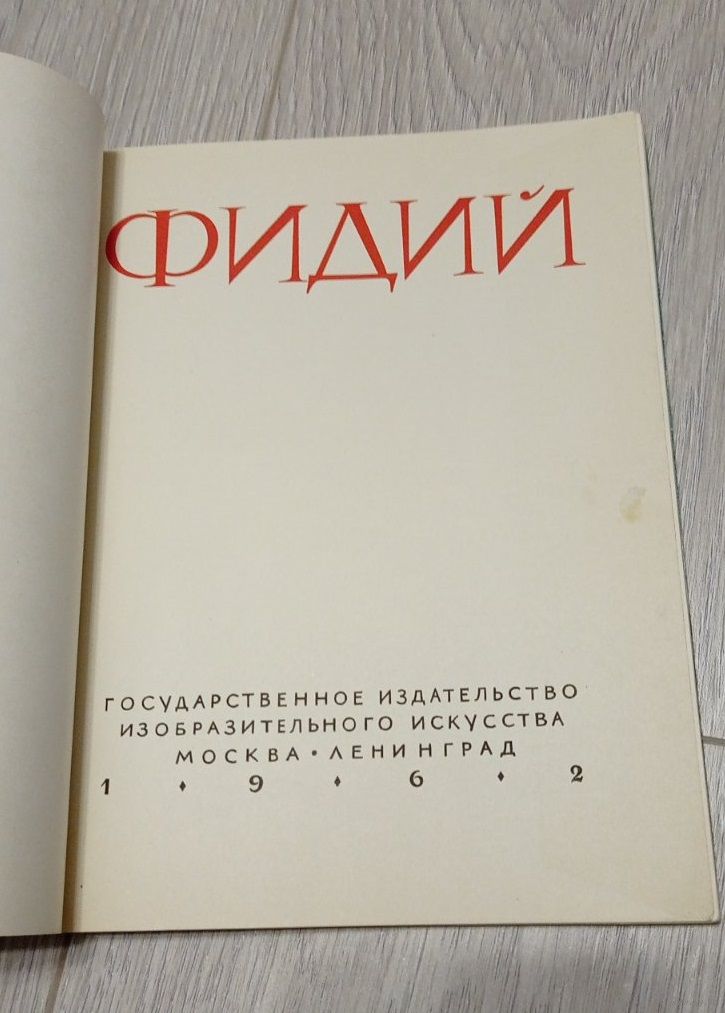 ФИДИЙ
ГОСУДАРСТВЕННОЕ ИЗДАТЕЛЬСТВО
ИЗОБРАЗИТЕЛЬНОГО ИСКУССТВА
МОСКВА • ЛЕНИНГРАД
1 ♦ 9 ♦ 6 ♦ 2